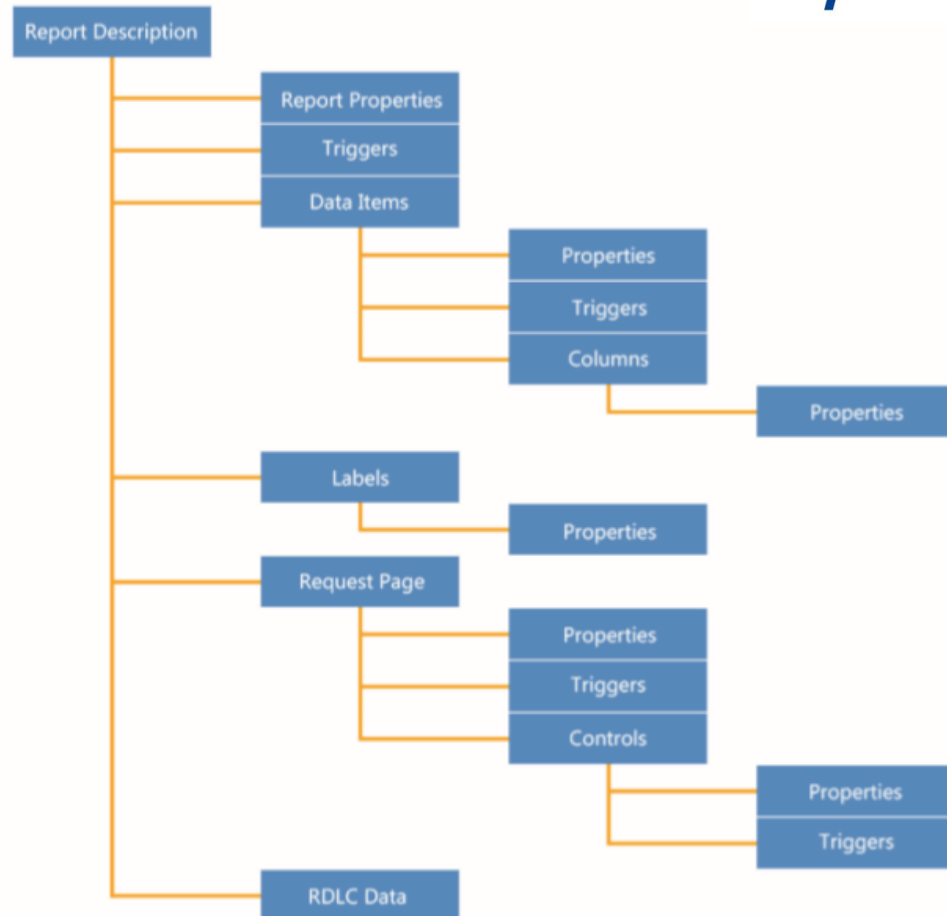 Report Description
Report Properties
Triggers
Data Items
Properties
Triggers
Columns
Properties
Labels
Properties
Request Page
Properties
Triggers
Controls
Properties
Triggers
RDLC Data